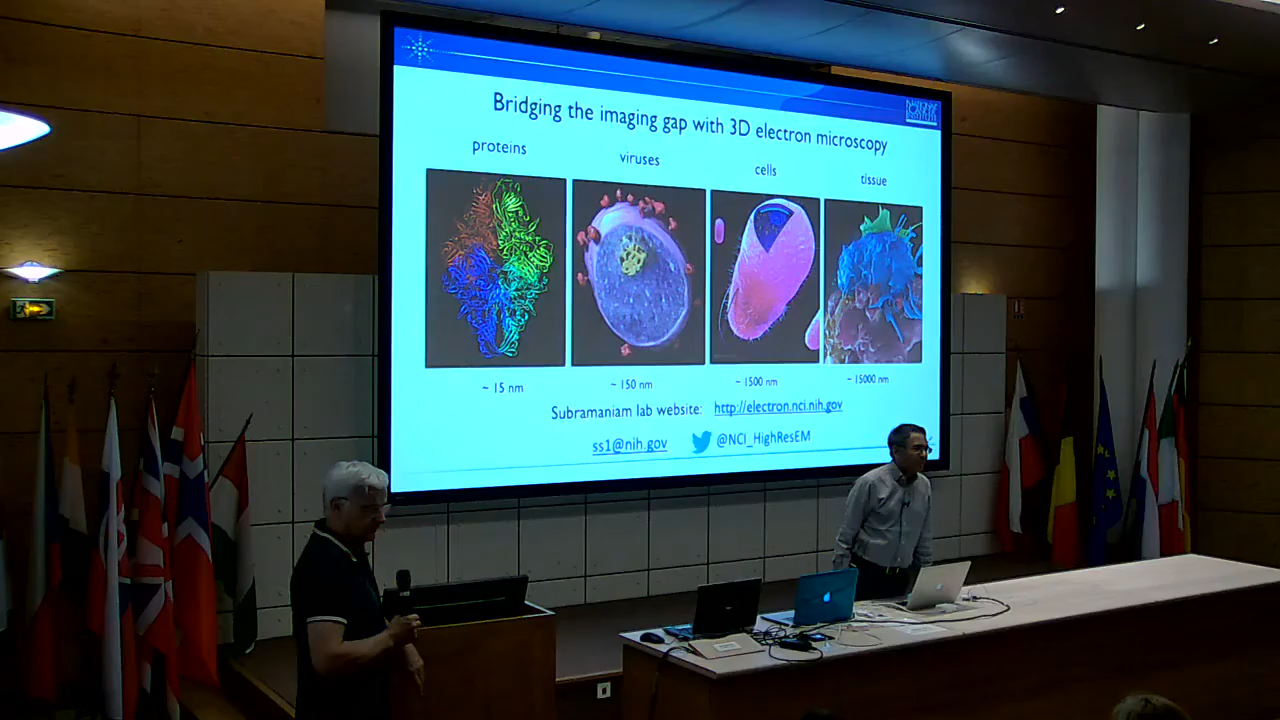 Bridging the imaging gap with 3D electron microscopy
proteins
viruses
cells
tissue
~ 15 nm
~ 150 nm
~ 1500 nm
~ 15000 nm
Subramaniam lab website: http://electron.nci.nih.gov
ss1@nih.gov @NCI_HighResEM